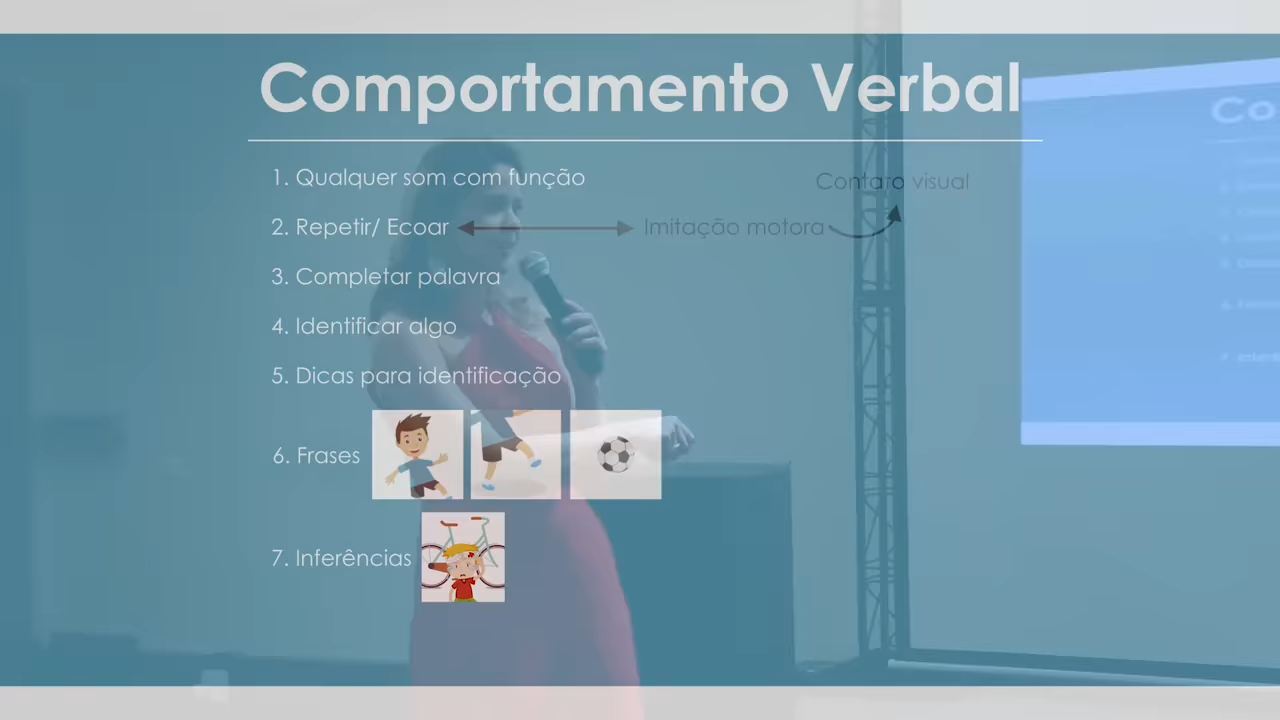 Comportamento Verbal
1. Qualquer som com função
Contato visual
2. Repetir/ Ecoar
Imitação motora
3. Completar palavra
4. Identificar algo
5. Dicas para identificação
6. Frases
7. Inferências
Co